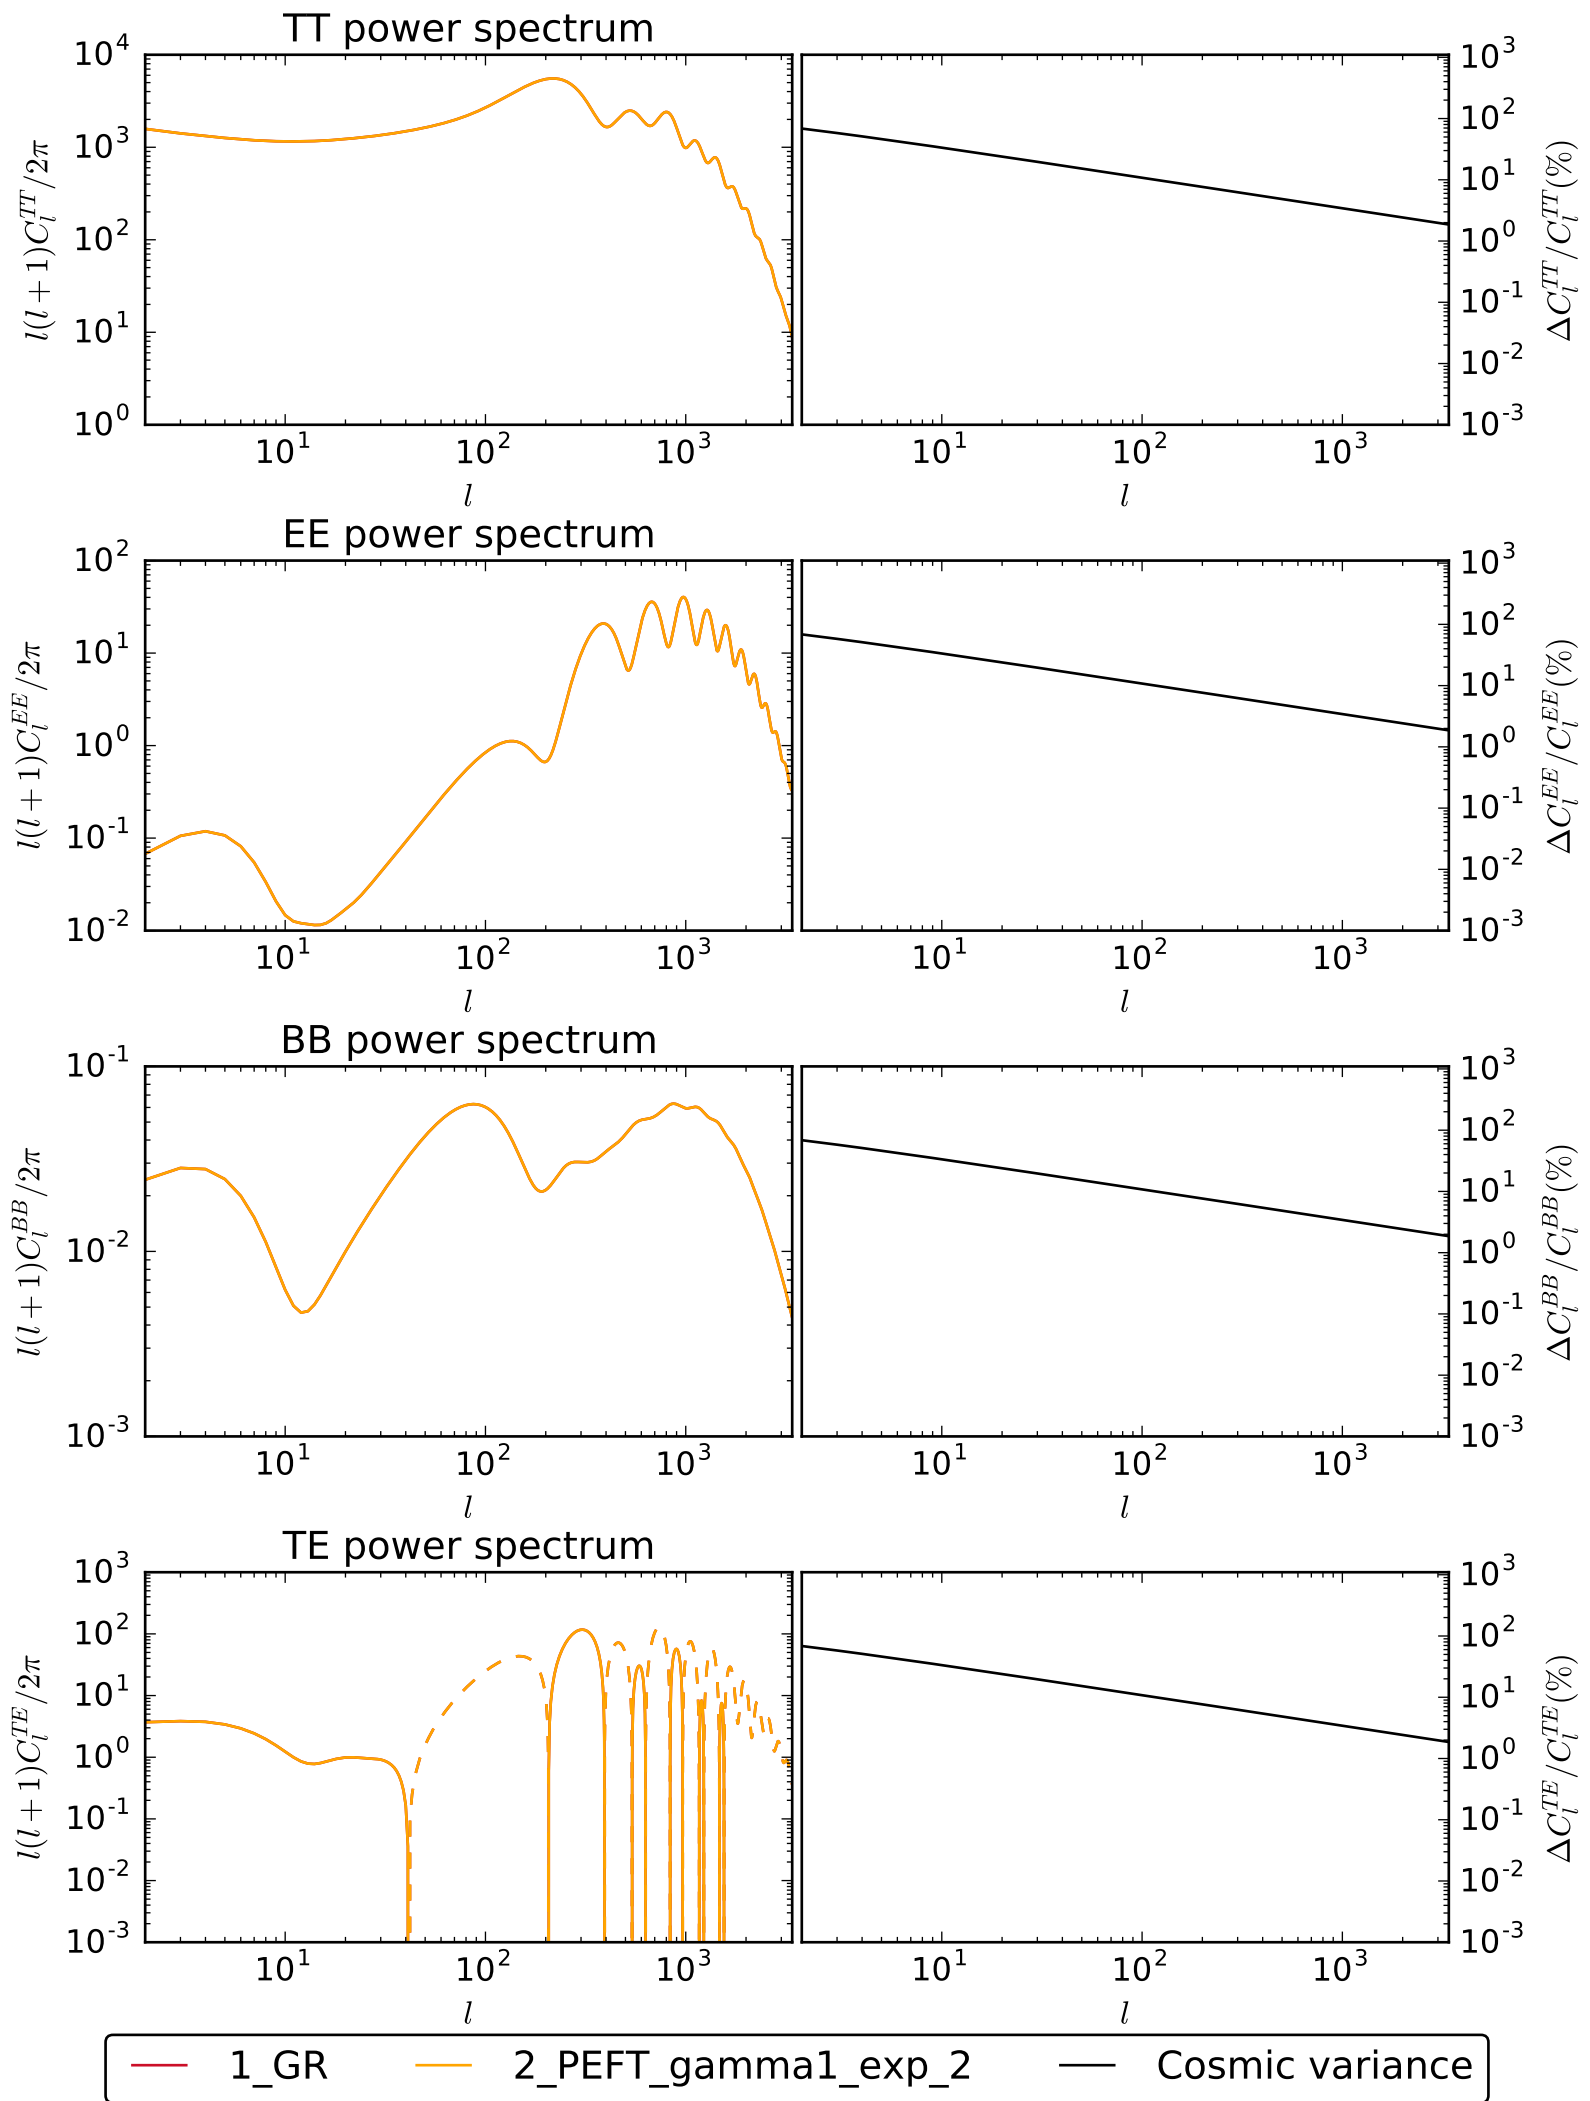 TT power spectrum
l(l + 1)C_l^{TT}/2π
10^4
10^3
10^2
10^1
10^0
10^1 10^2 10^3
l
10^1 10^2 10^3
l
10^3
10^2
10^1
10^0
10^-1
10^-2
10^-3
ΔC_l^{TT}/C_l^{TT}(%)
EE power spectrum
l(l + 1)C_l^{EE}/2π
10^2
10^1
10^0
10^-1
10^-2
10^1 10^2 10^3
l
10^1 10^2 10^3
l
10^3
10^2
10^1
10^0
10^-1
10^-2
10^-3
ΔC_l^{EE}/C_l^{EE}(%)
BB power spectrum
l(l + 1)C_l^{BB}/2π
10^-1
10^-2
10^-3
10^1 10^2 10^3
l
10^1 10^2 10^3
l
10^3
10^2
10^1
10^0
10^-1
10^-2
10^-3
ΔC_l^{BB}/C_l^{BB}(%)
TE power spectrum
l(l + 1)C_l^{TE}/2π
10^3
10^2
10^1
10^0
10^-1
10^-2
10^-3
10^1 10^2 10^3
l
10^1 10^2 10^3
l
10^3
10^2
10^1
10^0
10^-1
10^-2
10^-3
ΔC_l^{TE}/C_l^{TE}(%)
1_GR 2_PEFT_gamma1_exp_2 Cosmic variance